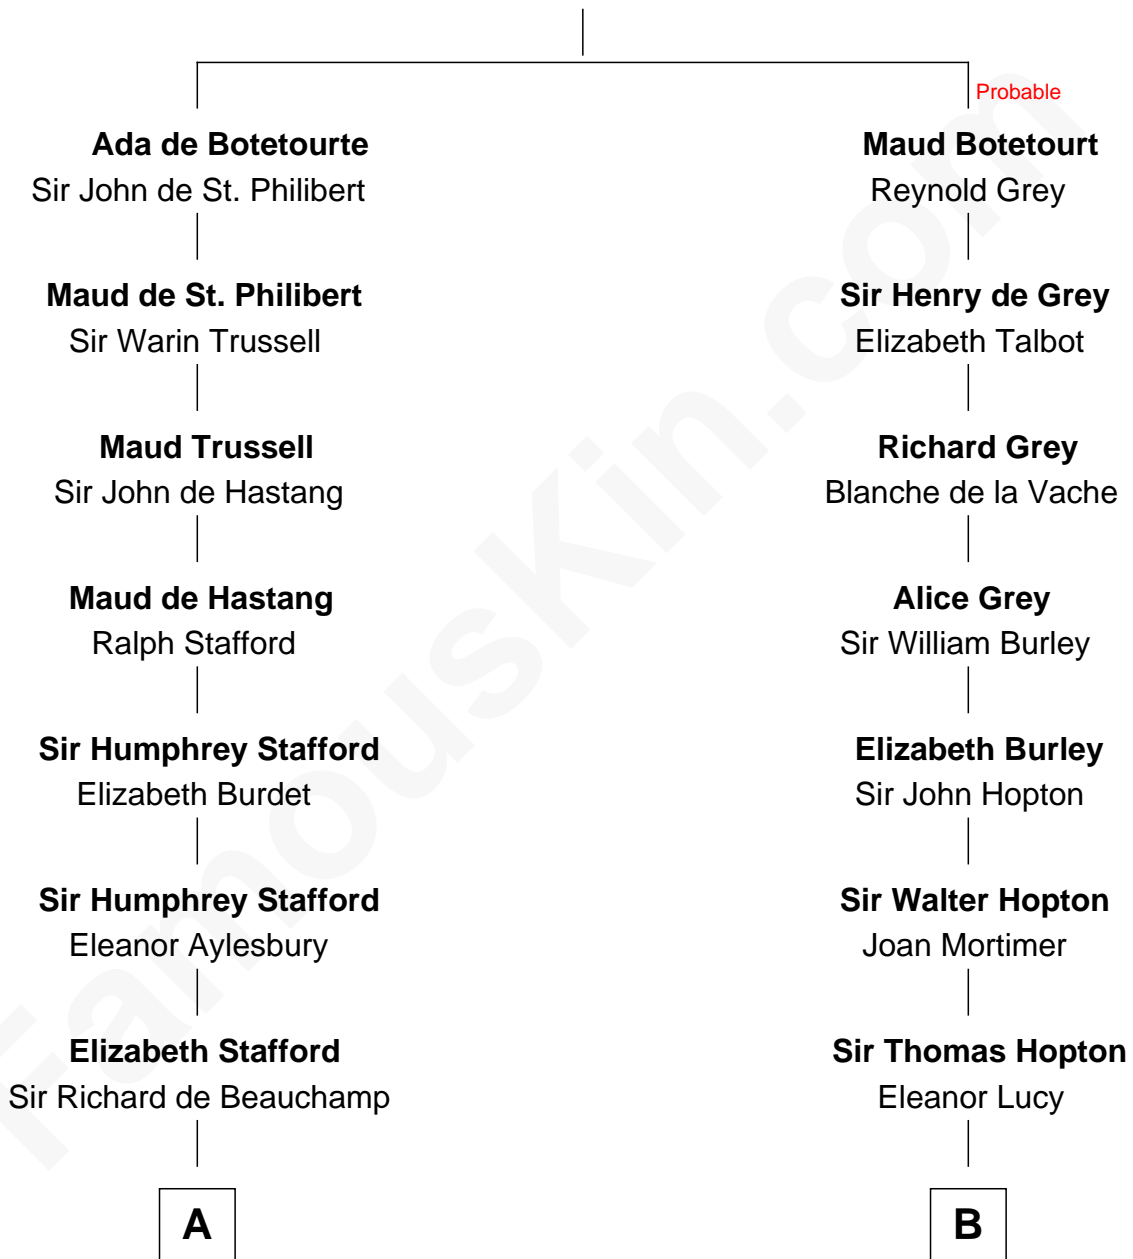 Probable
Ada de Botetourte
Sir John de St. Philibert
Maud Botetourt
Reynold Grey
Maud de St. Philibert
Sir Warin Trussell
Sir Henry de Grey
Elizabeth Talbot
Maud Trussell
Sir John de Hastang
Richard Grey
Blanche de la Vache
Maud de Hastang
Ralph Stafford
Alice Grey
Sir William Burley
Sir Humphrey Stafford
Elizabeth Burdet
Elizabeth Burley
Sir John Hopton
Sir Humphrey Stafford
Eleanor Aylesbury
Sir Walter Hopton
Joan Mortimer
Elizabeth Stafford
Sir Richard de Beauchamp
Sir Thomas Hopton
Eleanor Lucy
A
B
FamousKin.com